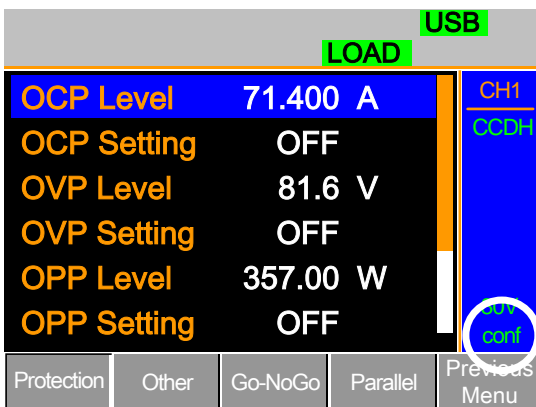 USB
LOAD
OCP Level 71.400 A
OCP Setting OFF
OVP Level 81.6 V
OVP Setting OFF
OPP Level 357.00 W
OPP Setting OFF
CH1
CCDH
80V
conf
Protection Other Go-NoGo Parallel Previous Menu